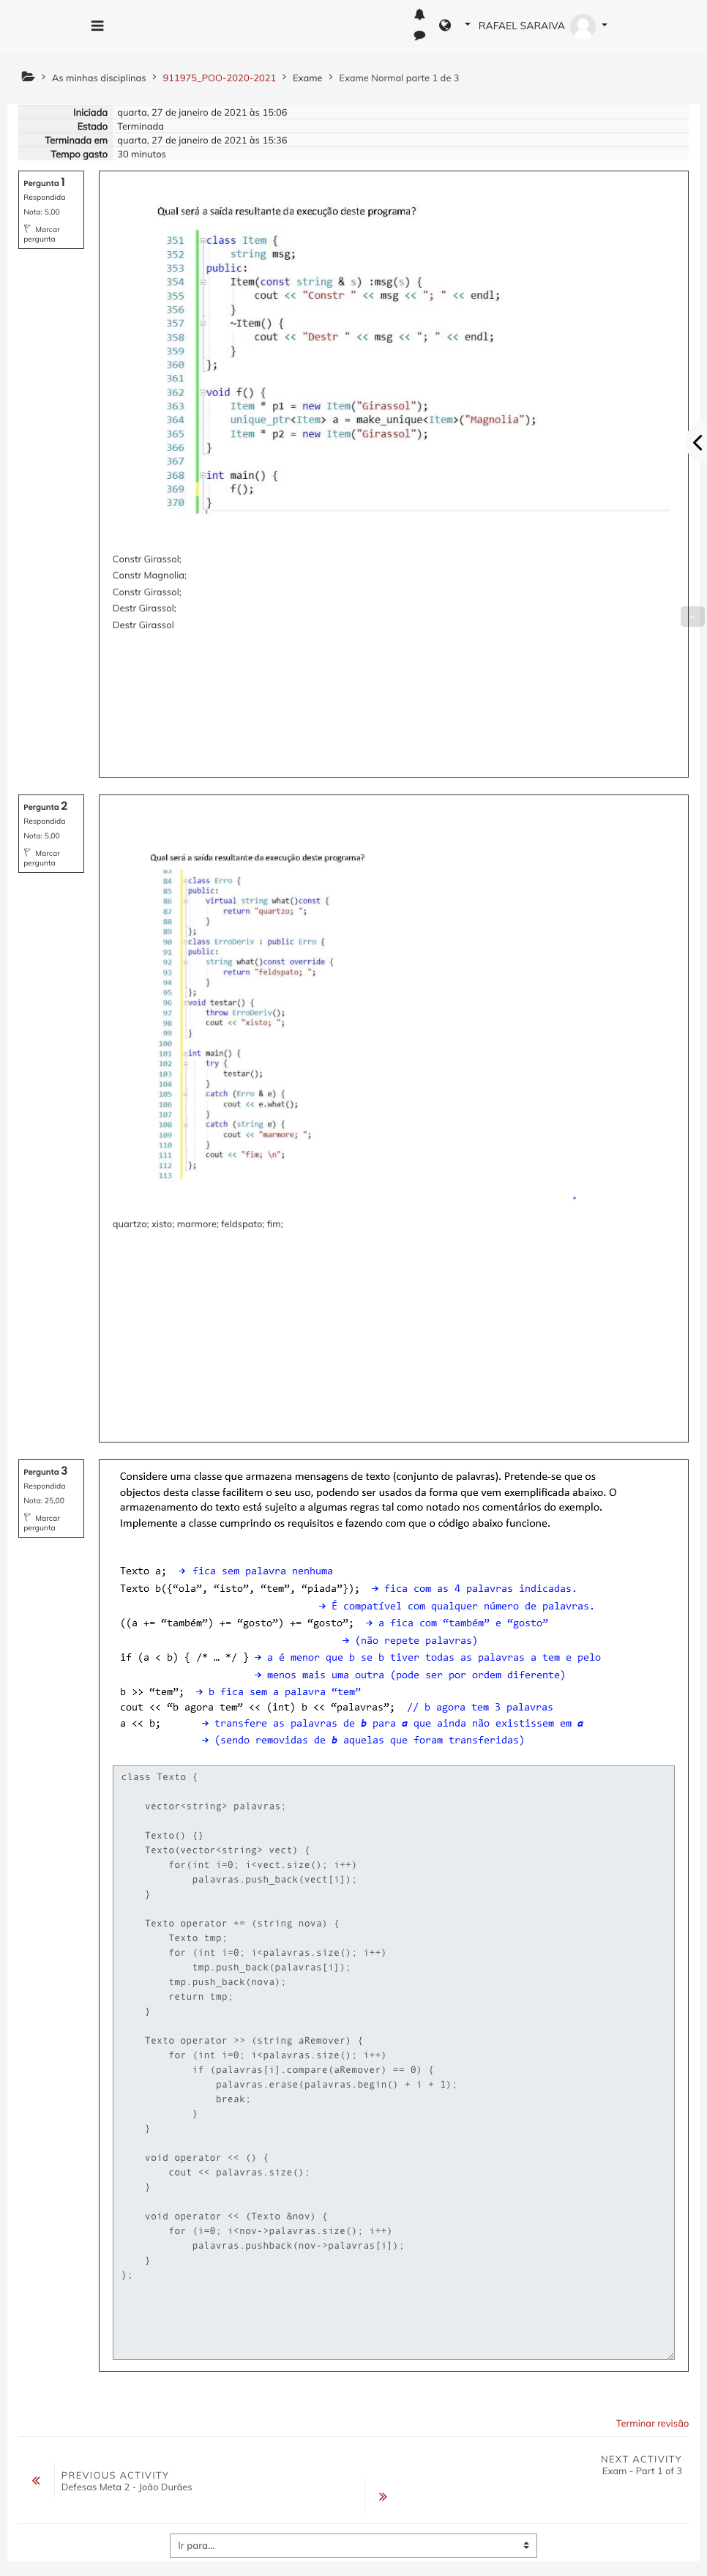 RAFAEL SARAIVA
As minhas disciplinas > 911975_POO-2020-2021 > Exame > Exame Normal parte 1 de 3
Iniciada quarta, 27 de janeiro de 2021 às 15:06
Estado Terminada
Terminada em quarta, 27 de janeiro de 2021 às 15:36
Tempo gasto 30 minutos
Pergunta 1
Respondida
Nota: 5,00
Marcar
pergunta
Qual será a saída resultante da execução deste programa?
351 class Item {
352 string msg;
353 public:
354 Item(const string & s) :msg(s) {
355 cout << "Constr " << msg << "; " << endl;
356 }
357 ~Item() {
358 cout << "Destr " << msg << "; " << endl;
359 }
360 };
361
362 void f() {
363 Item * p1 = new Item("Girassol");
364 unique_ptr<Item> a = make_unique<Item>("Magnolia");
365 Item * p2 = new Item("Girassol");
366 }
367
368 int main() {
369 f();
370 }
Constr Girassol;
Constr Magnolia;
Constr Girassol;
Destr Girassol;
Destr Girassol
Pergunta 2
Respondida
Nota: 5,00
Marcar
pergunta
Qual será a saída resultante da execução deste programa?
83
84 class Erro {
85 public:
86 virtual string what()const {
87 return "quartzo; ";
88 }
89 };
90 class ErroDeriv : public Erro {
91 public:
92 string what()const override {
93 return "feldspato; ";
94 }
95 };
96 void testar() {
97 throw ErroDeriv();
98 cout << "xisto; ";
99 }
100
101 int main() {
102 try {
103 testar();
104 }
105 catch (Erro & e) {
106 cout << e.what();
107 }
108 catch (string e) {
109 cout << "marmore; ";
110 }
111 cout << "fim; \n";
112 };
113
quartzo; xisto; marmore; feldspato; fim;
Pergunta 3
Respondida
Nota: 25,00
Marcar
pergunta
Considere uma classe que armazena mensagens de texto (conjunto de palavras). Pretende-se que os
objectos desta classe facilitem o seu uso, podendo ser usados da forma que vem exemplificada abaixo. O
armazenamento do texto está sujeito a algumas regras tal como notado nos comentários do exemplo.
Implemente a classe cumprindo os requisitos e fazendo com que o código abaixo funcione.
Texto a; → fica sem palavra nenhuma
Texto b({“ola”, “isto”, “tem”, “piada”}); → fica com as 4 palavras indicadas.
→ É compatível com qualquer número de palavras.
((a += “também”) += “gosto”) += “gosto”; → a fica com “também” e “gosto”
→ (não repete palavras)
if (a < b) { /* … */ } → a é menor que b se b tiver todas as palavras a tem e pelo
→ menos mais uma outra (pode ser por ordem diferente)
b >> “tem”; → b fica sem a palavra “tem”
cout << “b agora tem” << (int) b << “palavras”; // b agora tem 3 palavras
a << b; → transfere as palavras de b para a que ainda não existissem em a
→ (sendo removidas de b aquelas que foram transferidas)
class Texto {
vector<string> palavras;
Texto() {}
Texto(vector<string> vect) {
for(int i=0; i<vect.size(); i++)
palavras.push_back(vect[i]);
}
Texto operator += (string nova) {
Texto tmp;
for (int i=0; i<palavras.size(); i++)
tmp.push_back(palavras[i]);
tmp.push_back(nova);
return tmp;
}
Texto operator >> (string aRemover) {
for (int i=0; i<palavras.size(); i++)
if (palavras[i].compare(aRemover) == 0) {
palavras.erase(palavras.begin() + i + 1);
break;
}
}
void operator << () {
cout << palavras.size();
}
void operator << (Texto &nov) {
for (i=0; i<nov->palavras.size(); i++)
palavras.pushback(nov->palavras[i]);
}
};
Terminar revisão
NEXT ACTIVITY
Exam - Part 1 of 3
PREVIOUS ACTIVITY
Defesas Meta 2 - João Durães
Ir para...